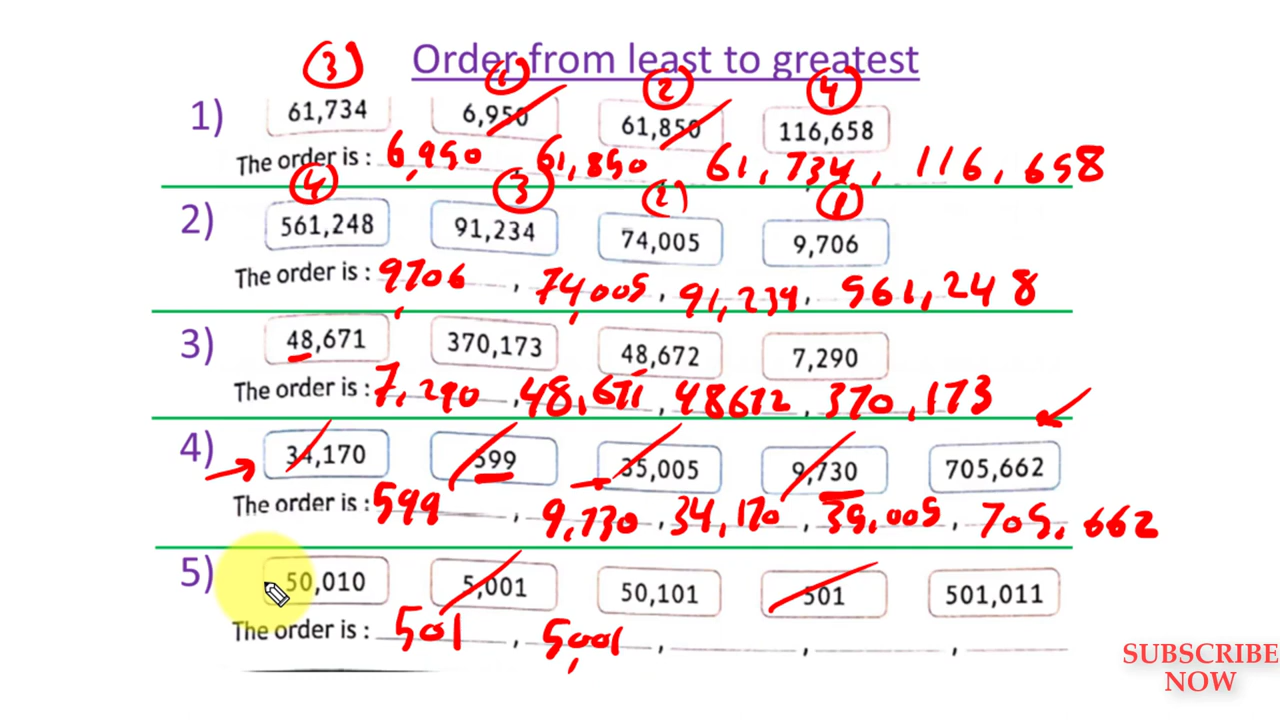 Order from least to greatest
3 1 2 4
1) 61,734 6,950 61,850 116,658
The order is : 6,950 , 61,850 61,734, 116,658
4 3 2 1
2) 561,248 91,234 74,005 9,706
The order is : 9706 , 74,005, 91,234, 561,248
3) 48,671 370,173 48,672 7,290
The order is : 7,290 , 48,671, 48672, 370,173
4) 34,170 599 35,005 9,730 705,662
The order is : 599 , 9,730, 34,170, 35,005, 705,662
5) 50,010 5,001 50,101 501 501,011
The order is : 501 , 5,001, , ,
SUBSCRIBE
NOW